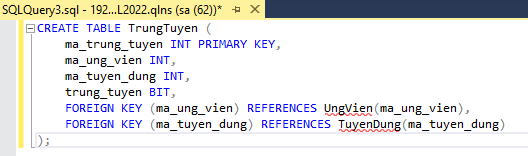 SQLQuery3.sql - 192...L2022.qlns (sa (62))*
CREATE TABLE TrungTuyen (
    ma_trung_tuyen INT PRIMARY KEY,
    ma_ung_vien INT,
    ma_tuyen_dung INT,
    trung_tuyen BIT,
    FOREIGN KEY (ma_ung_vien) REFERENCES UngVien(ma_ung_vien),
    FOREIGN KEY (ma_tuyen_dung) REFERENCES TuyenDung(ma_tuyen_dung)
);